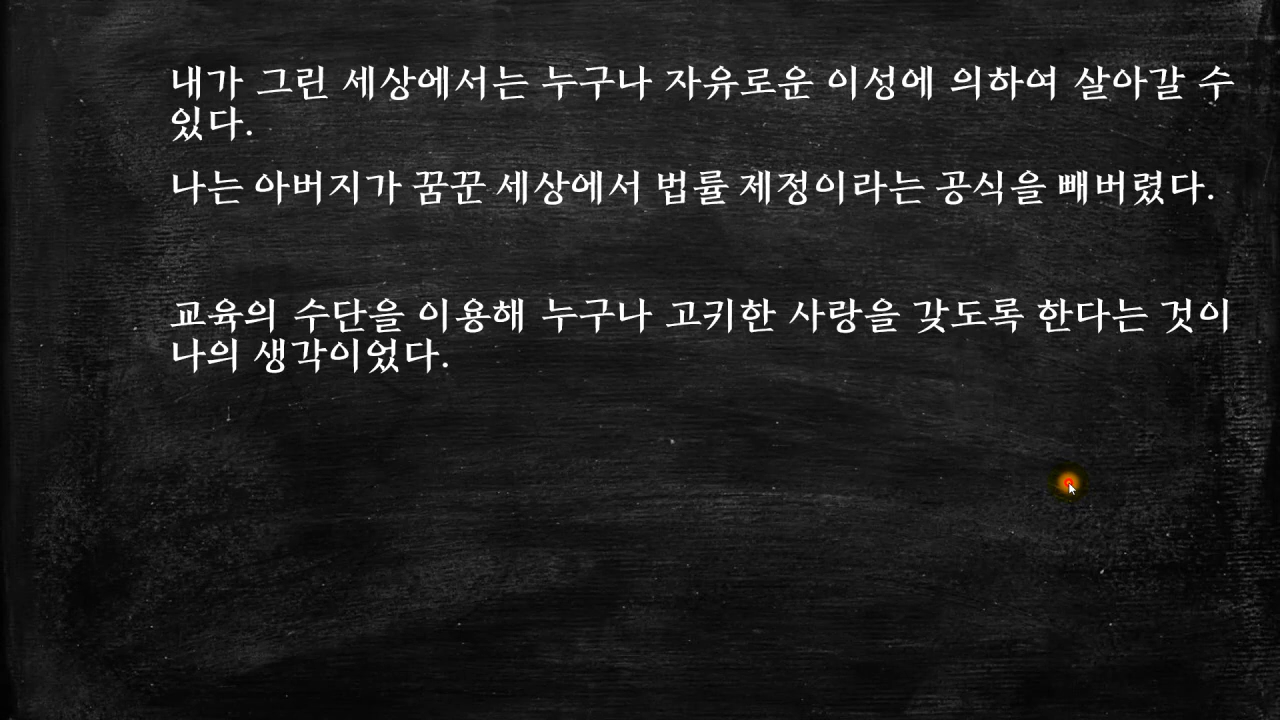 내가 그린 세상에서는 누구나 자유로운 이성에 의하여 살아갈 수
있다.
나는 아버지가 꿈꾼 세상에서 법률 제정이라는 공식을 빼버렸다.
교육의 수단을 이용해 누구나 고키한 사랑을 갖도록 한다는 것이
나의 생각이었다.